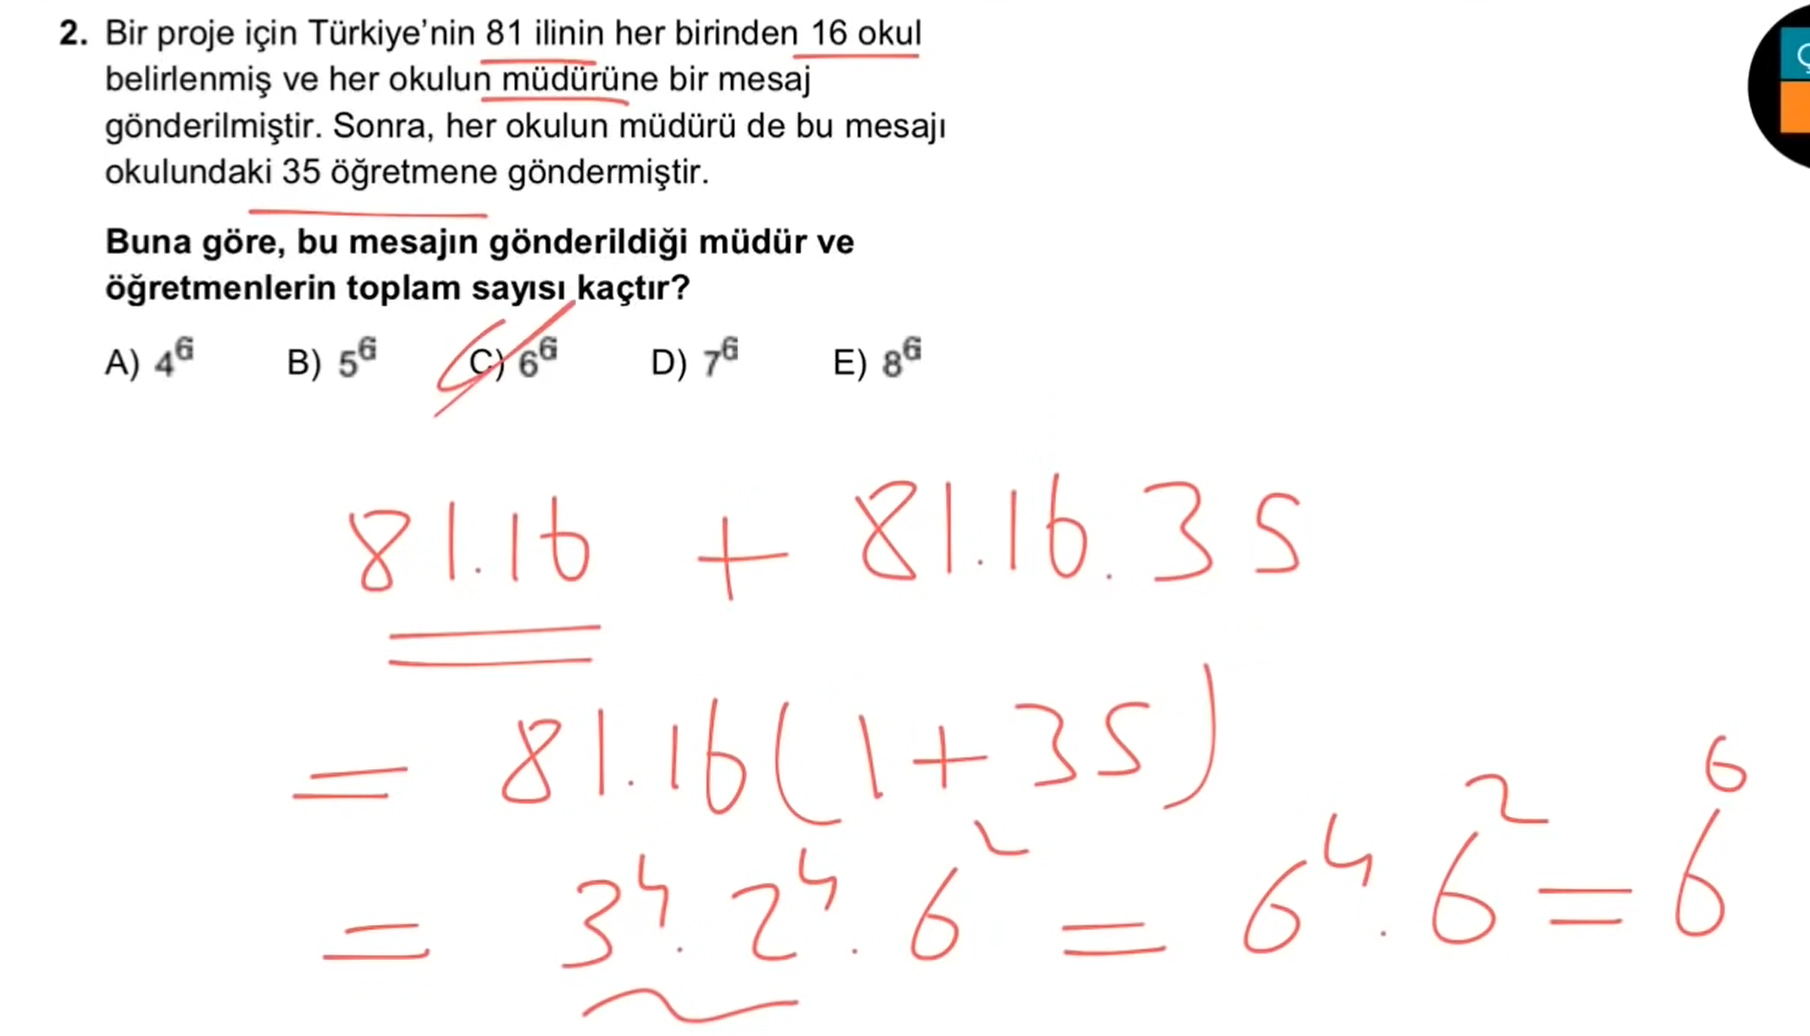 2. Bir proje için Türkiye'nin 81 ilinin her birinden 16 okul
belirlenmiş ve her okulun müdürüne bir mesaj
gönderilmiştir. Sonra, her okulun müdürü de bu mesajı
okulundaki 35 öğretmene göndermiştir.
Buna göre, bu mesajın gönderildiği müdür ve
öğretmenlerin toplam sayısı kaçtır?
A) 4⁶ B) 5⁶ C) 6⁶ D) 7⁶ E) 8⁶
81.16 + 81.16.35
= 81.16(1+35)
= 3⁴.2⁴.6² = 6⁴.6² = 6⁶